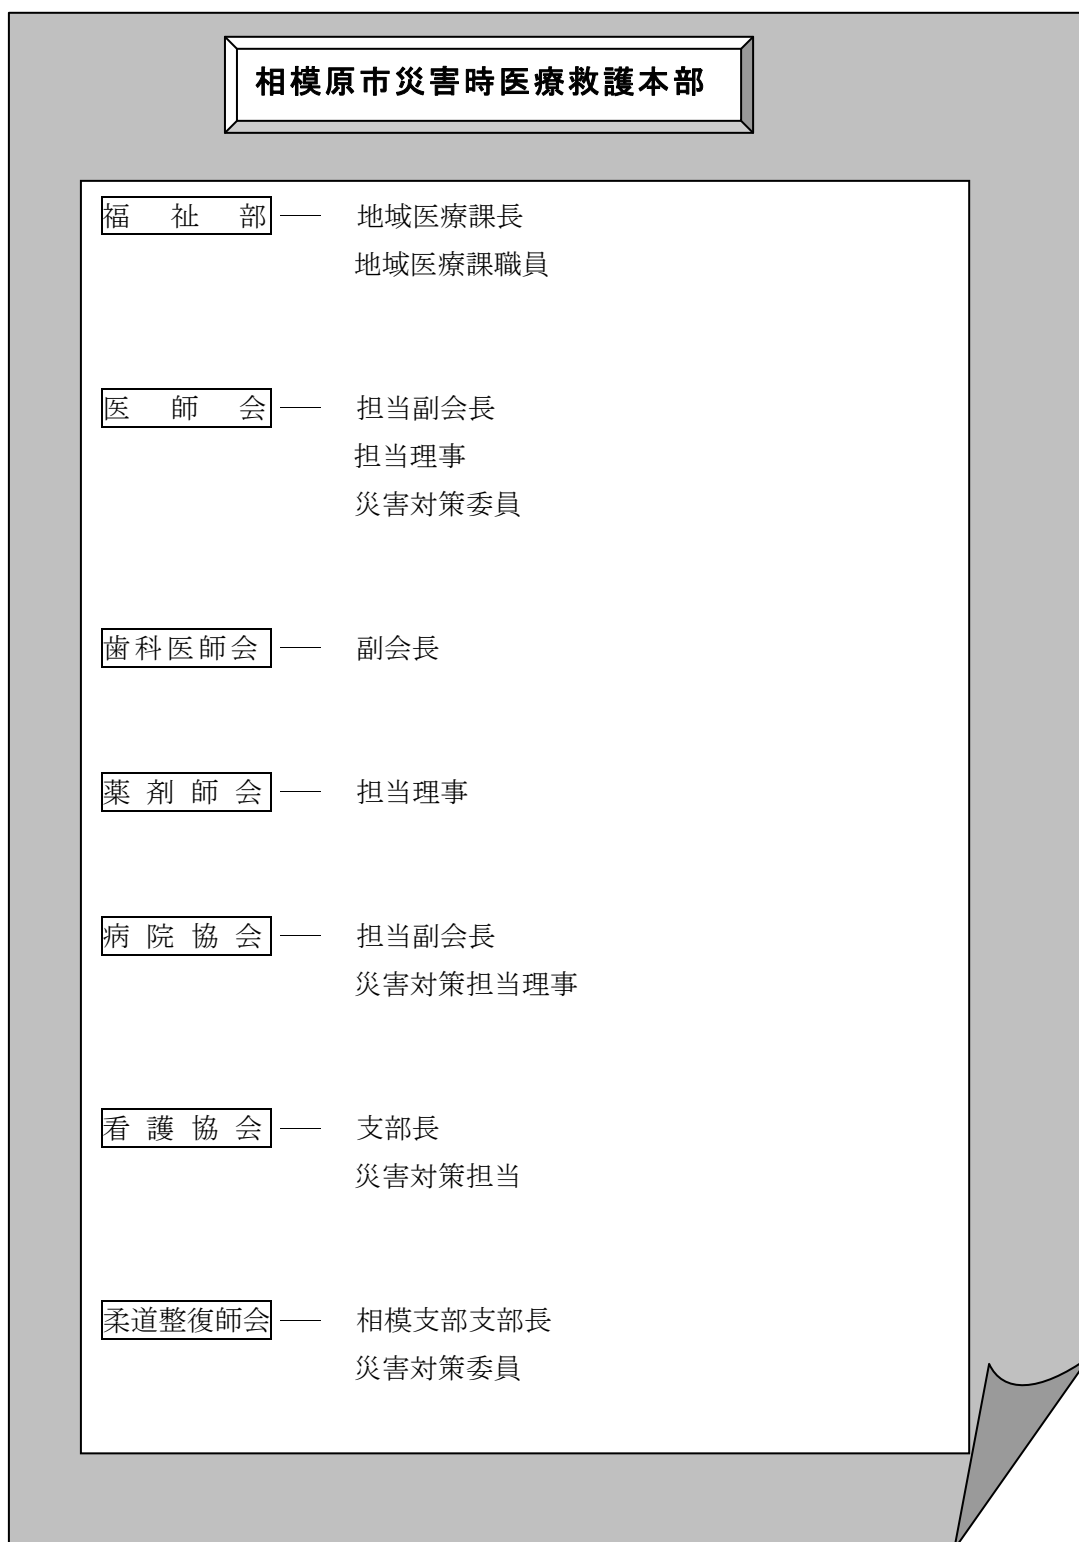 相模原市災害時医療救護本部
福祉部 ── 地域医療課長
地域医療課職員
医師会 ── 担当副会長
担当理事
災害対策委員
歯科医師会 ── 副会長
薬剤師会 ── 担当理事
病院協会 ── 担当副会長
災害対策担当理事
看護協会 ── 支部長
災害対策担当
柔道整復師会 ── 相模支部支部長
災害対策委員